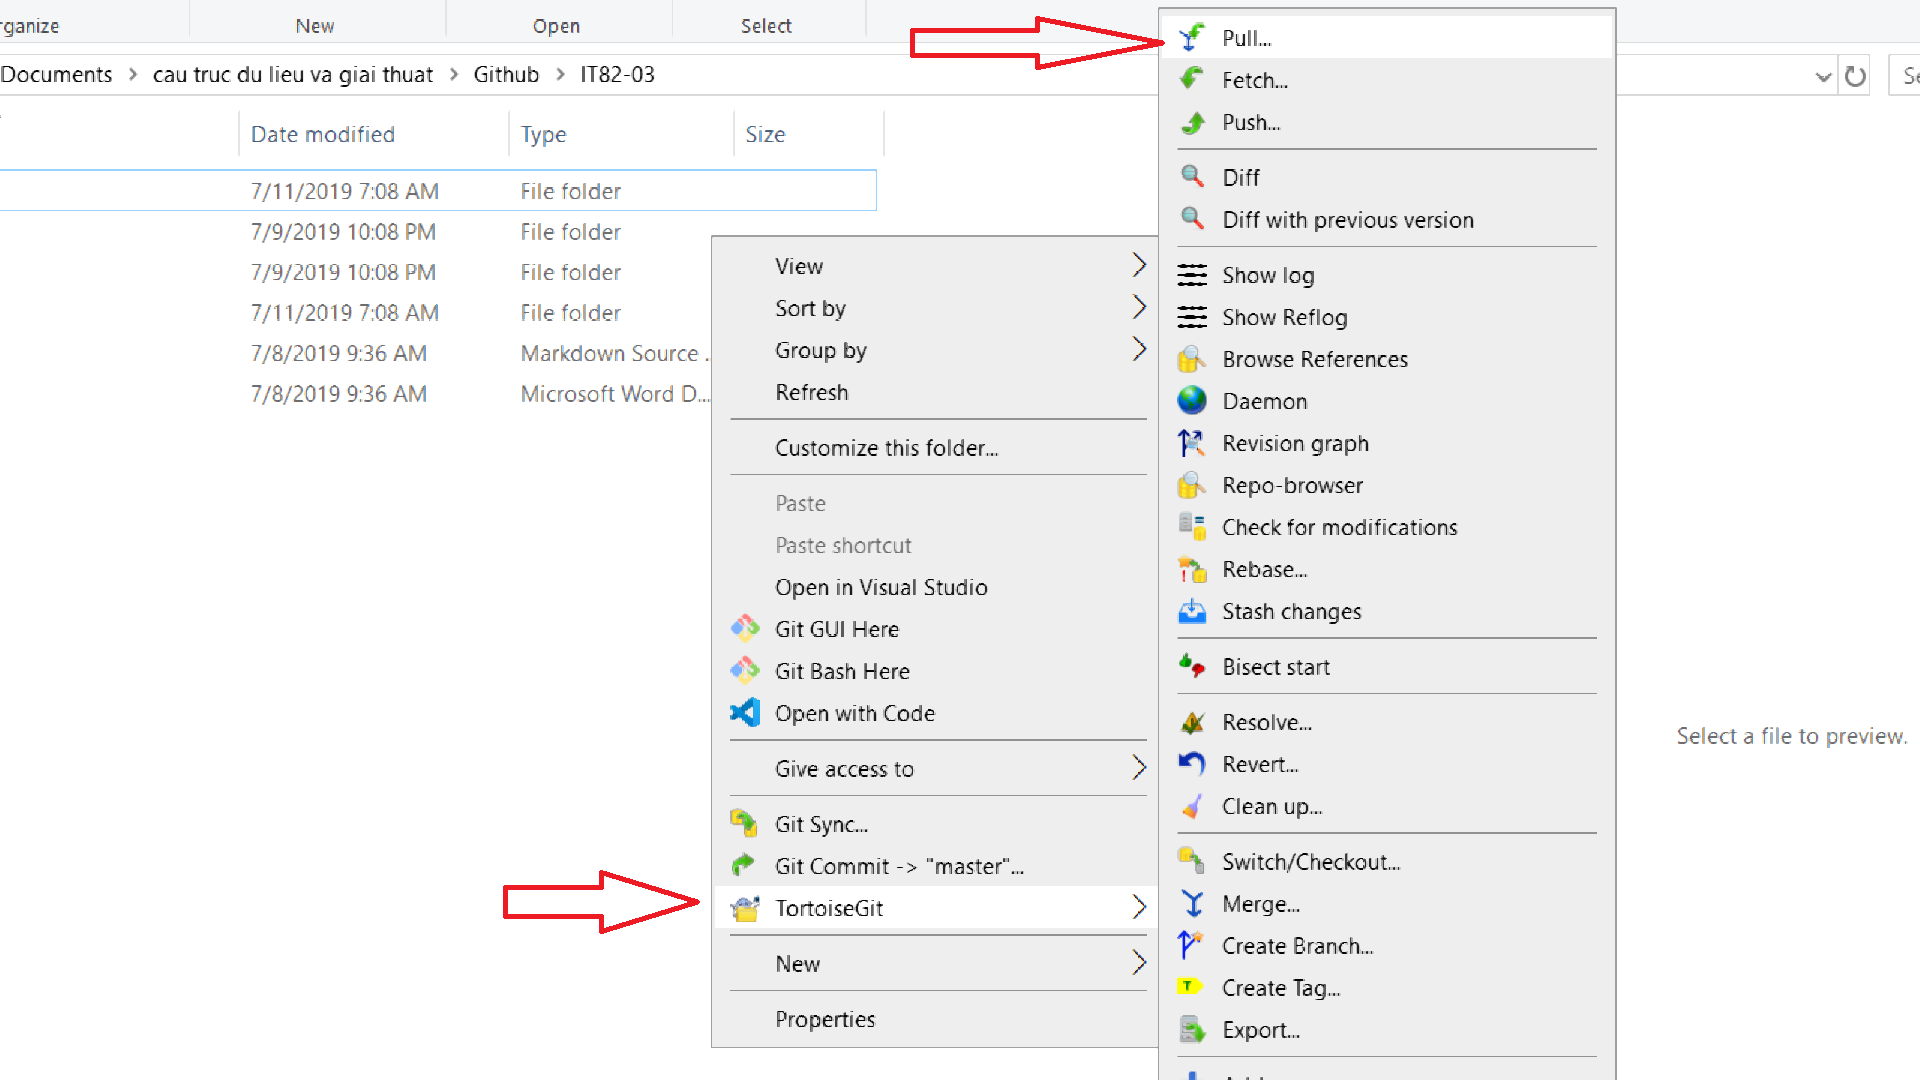 rganize
New
Open
Select
Documents > cau truc du lieu va giai thuat > Github > IT82-03
Date modified
Type
Size
7/11/2019 7:08 AM File folder
7/9/2019 10:08 PM File folder
7/9/2019 10:08 PM File folder
7/11/2019 7:08 AM File folder
7/8/2019 9:36 AM Markdown Source .
7/8/2019 9:36 AM Microsoft Word D...
View
Sort by
Group by
Refresh
Customize this folder...
Paste
Paste shortcut
Open in Visual Studio
Git GUI Here
Git Bash Here
Open with Code
Give access to
Git Sync...
Git Commit -> "master"...
TortoiseGit
New
Properties
Pull...
Fetch...
Push...
Diff
Diff with previous version
Show log
Show Reflog
Browse References
Daemon
Revision graph
Repo-browser
Check for modifications
Rebase...
Stash changes
Bisect start
Resolve...
Revert...
Clean up...
Switch/Checkout...
Merge...
Create Branch...
T
Create Tag...
Export...
Se
Select a file to preview.